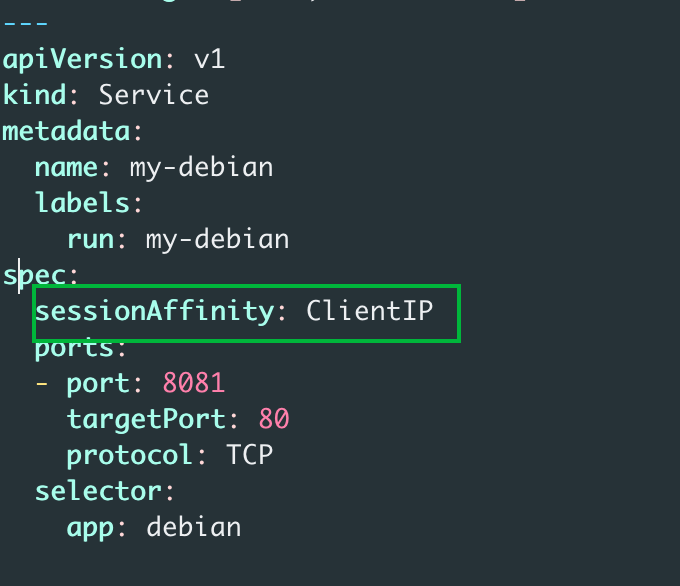 ---
apiVersion: v1
kind: Service
metadata:
  name: my-debian
  labels:
    run: my-debian
spec:
  sessionAffinity: ClientIP
  ports:
  - port: 8081
    targetPort: 80
    protocol: TCP
  selector:
    app: debian